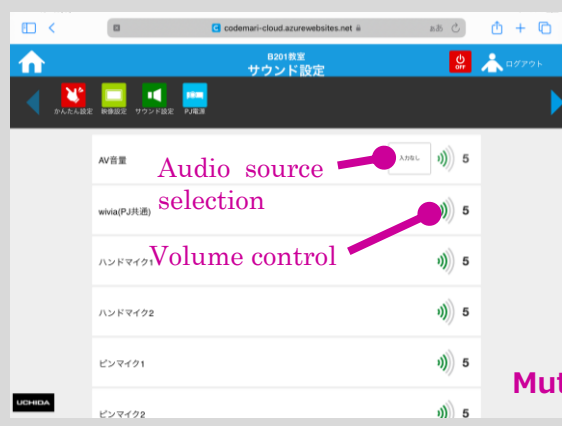 codemari-cloud.azurewebsites.net
ぁあ
B201教室
サウンド設定
OFF
ログアウト
かんたん設定 映像設定 サウンド設定 PJ電源
AV音量 入力なし 5
Audio source
selection
wivia(PJ共通) 5
Volume control
ハンドマイク1 5
ハンドマイク2 5
ピンマイク1 5
Mut
UCHIDA
ピンマイク2 5